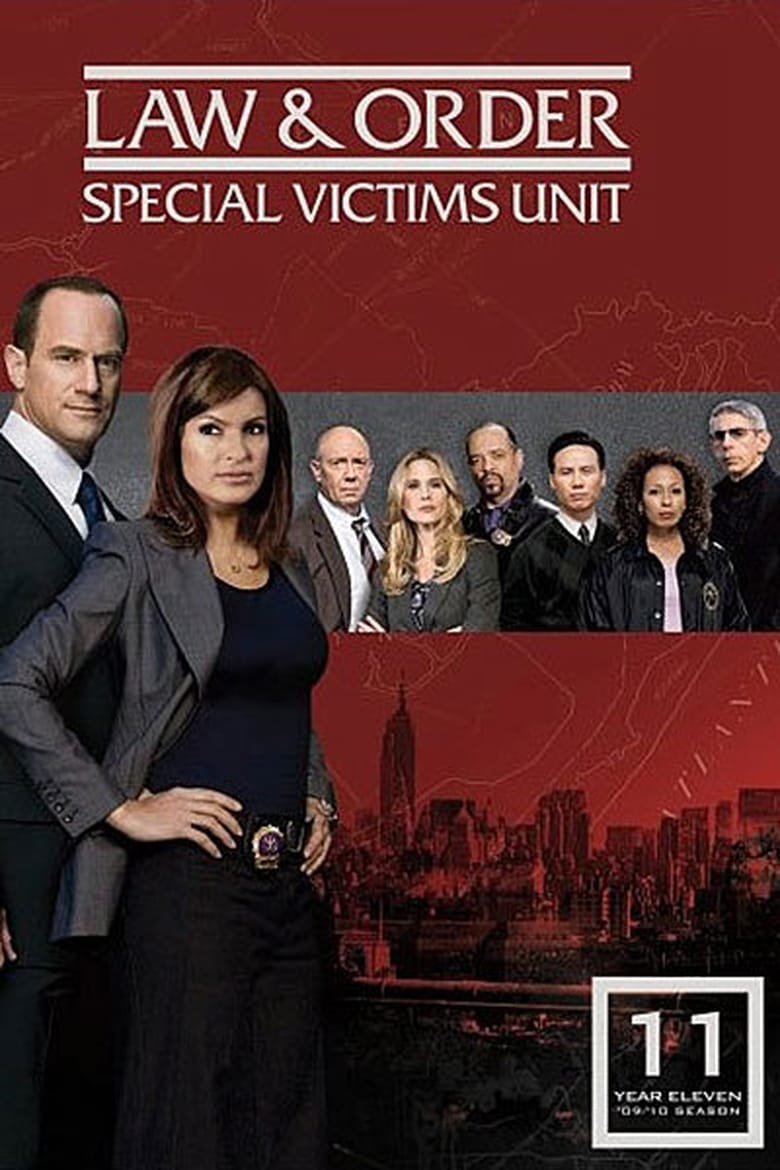 LAW & ORDER
SPECIAL VICTIMS UNIT
11
YEAR ELEVEN
'09/'10 SEASON